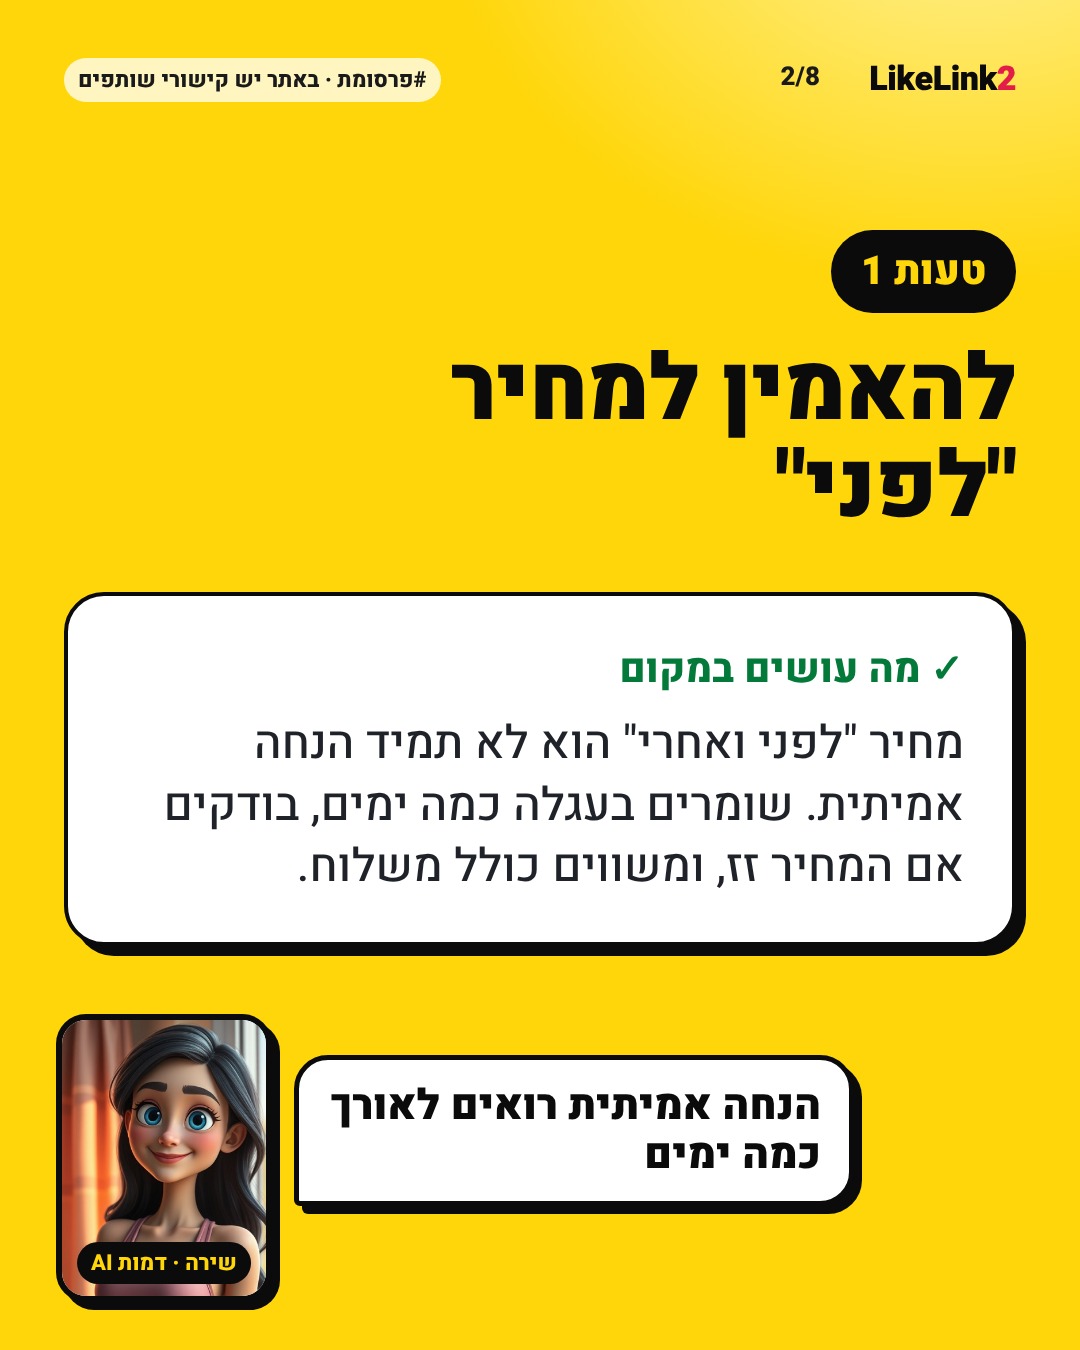 LikeLink2
2/8
#פרסומת · באתר יש קישורי שותפים
טעות 1
להאמין למחיר
"לפני"
✓ מה עושים במקום
מחיר "לפני ואחרי" הוא לא תמיד הנחה
אמיתית. שומרים בעגלה כמה ימים, בודקים
אם המחיר זז, ומשווים כולל משלוח.
הנחה אמיתית רואים לאורך
כמה ימים
שירה · דמות AI